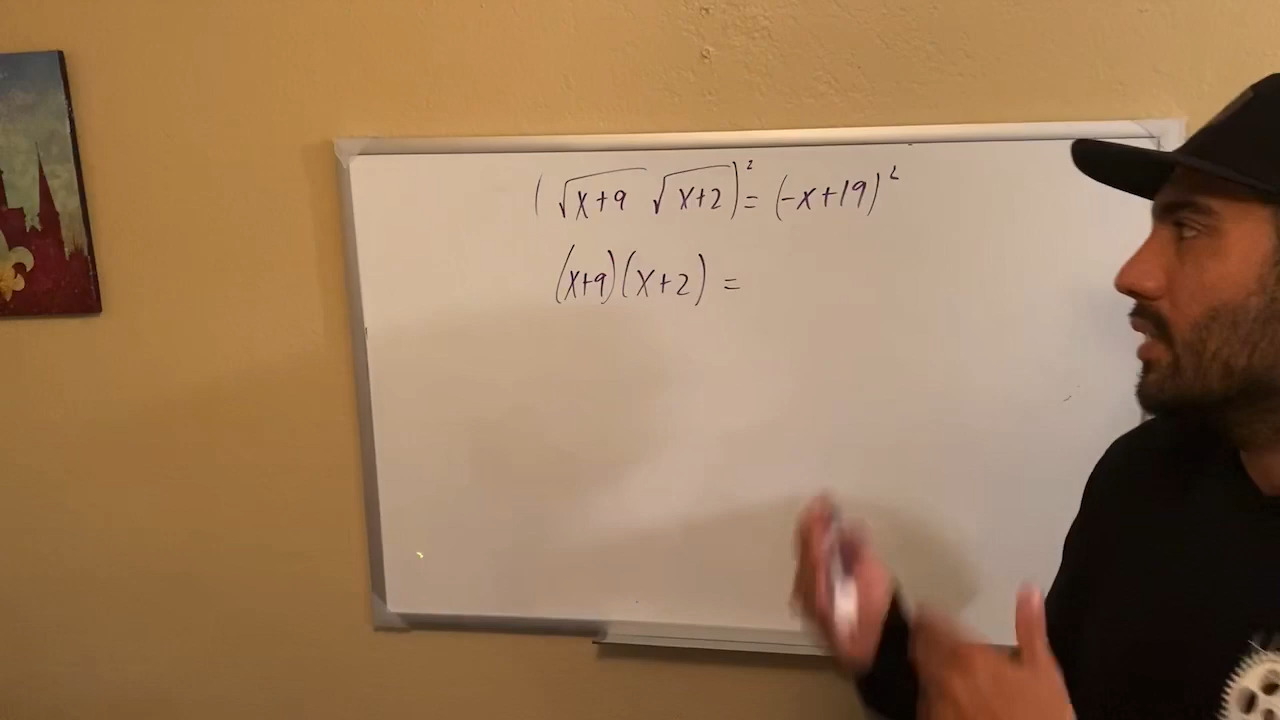 (√x+9 √x+2)² = (-x+19)²
(x+9)(x+2) =